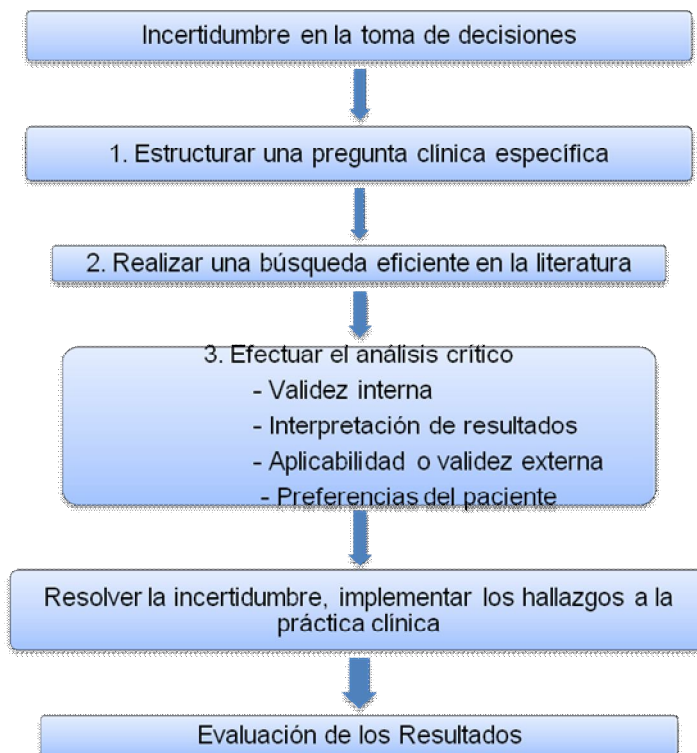 Incertidumbre en la toma de decisiones
1. Estructurar una pregunta clínica específica
2. Realizar una búsqueda eficiente en la literatura
3. Efectuar el análisis crítico
- Validez interna
- Interpretación de resultados
- Aplicabilidad o validez externa
- Preferencias del paciente
Resolver la incertidumbre, implementar los hallazgos a la
práctica clínica
Evaluación de los Resultados